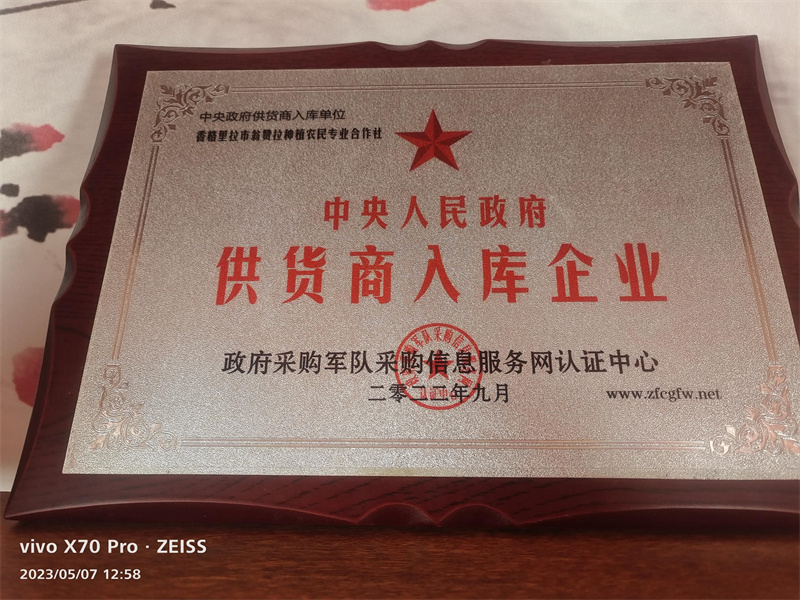 中央政府供货商入库单位
香格里拉市翁赞拉种植农民专业合作社
中央人民政府
供货商入库企业
政府采购军队采购信息服务网认证中心
二零二二年九月
www.zfcgfw.net
vivo X70 Pro · ZEISS
2023/05/07 12:58